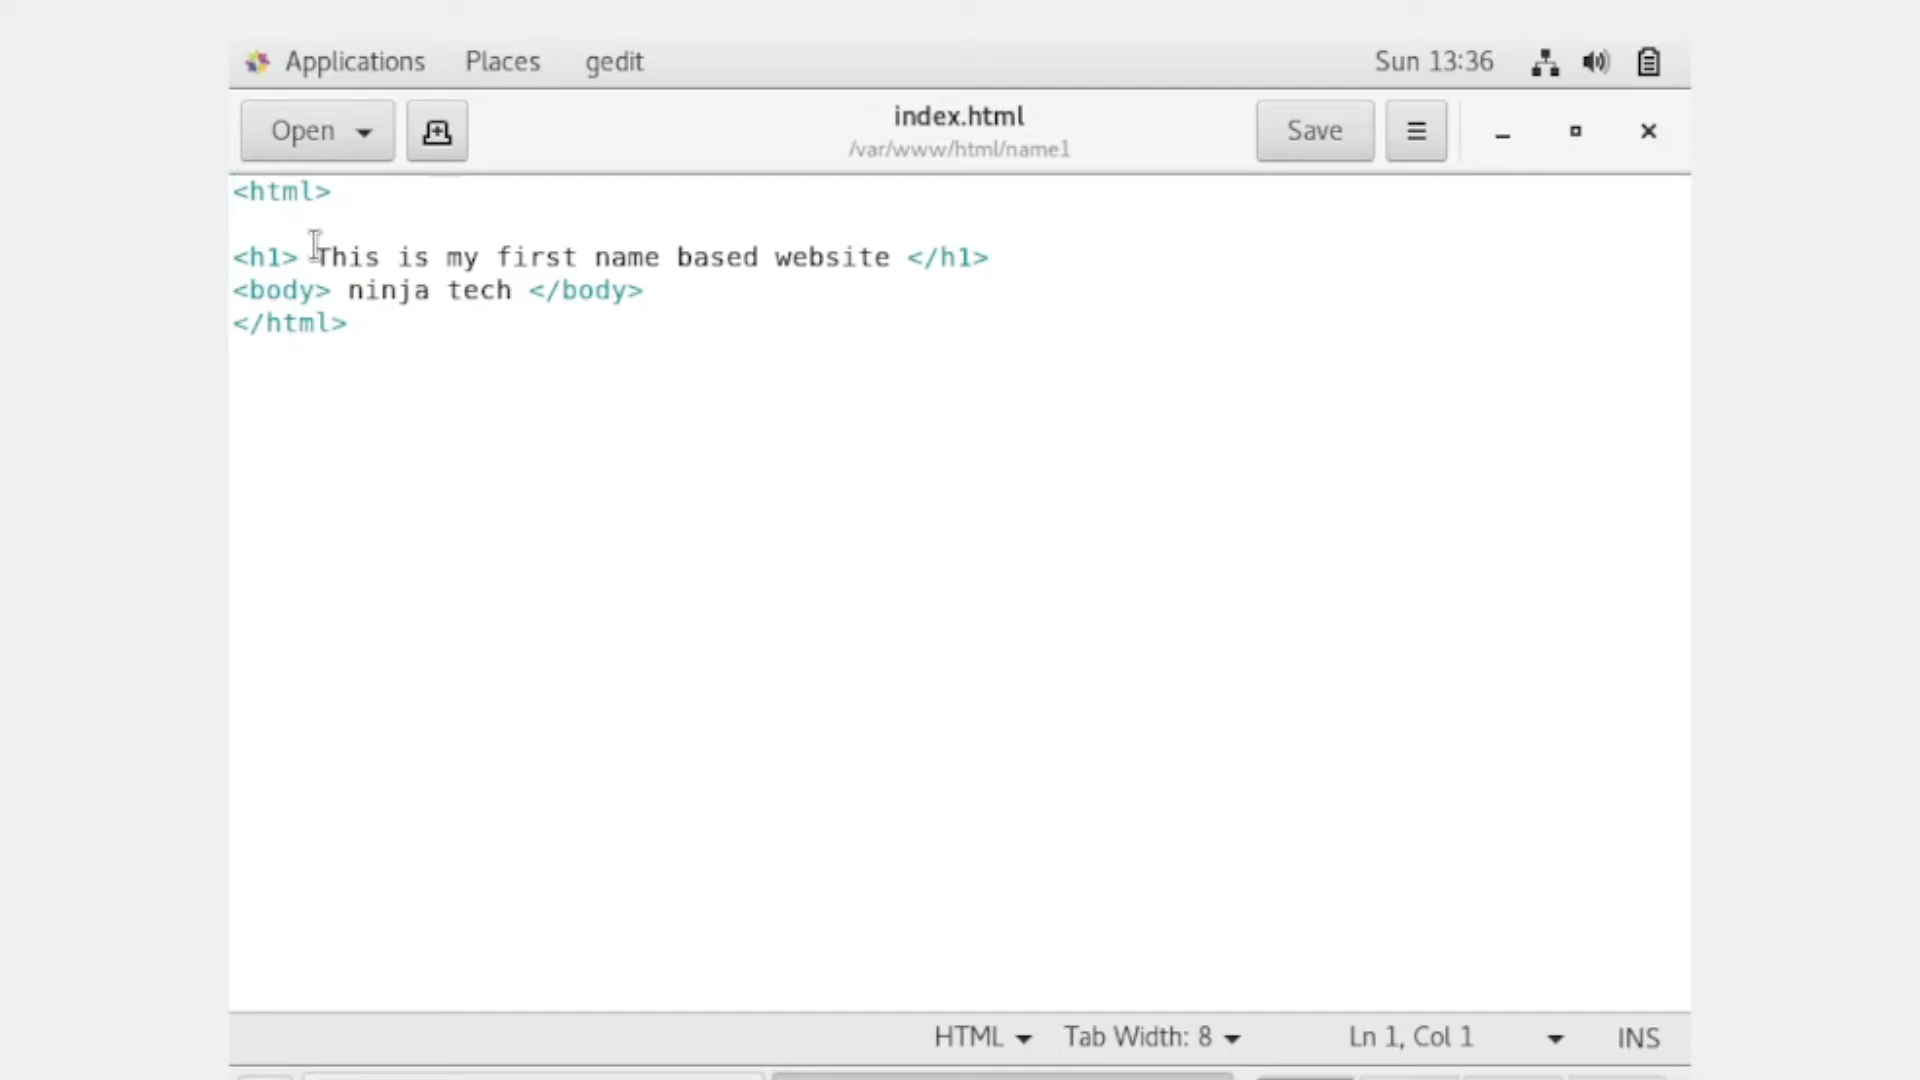 Applications Places gedit Sun 13:36
Open index.html Save
/var/www/html/name1
<html>
<h1> This is my first name based website </h1>
<body> ninja tech </body>
</html>
HTML Tab Width: 8 Ln 1, Col 1 INS